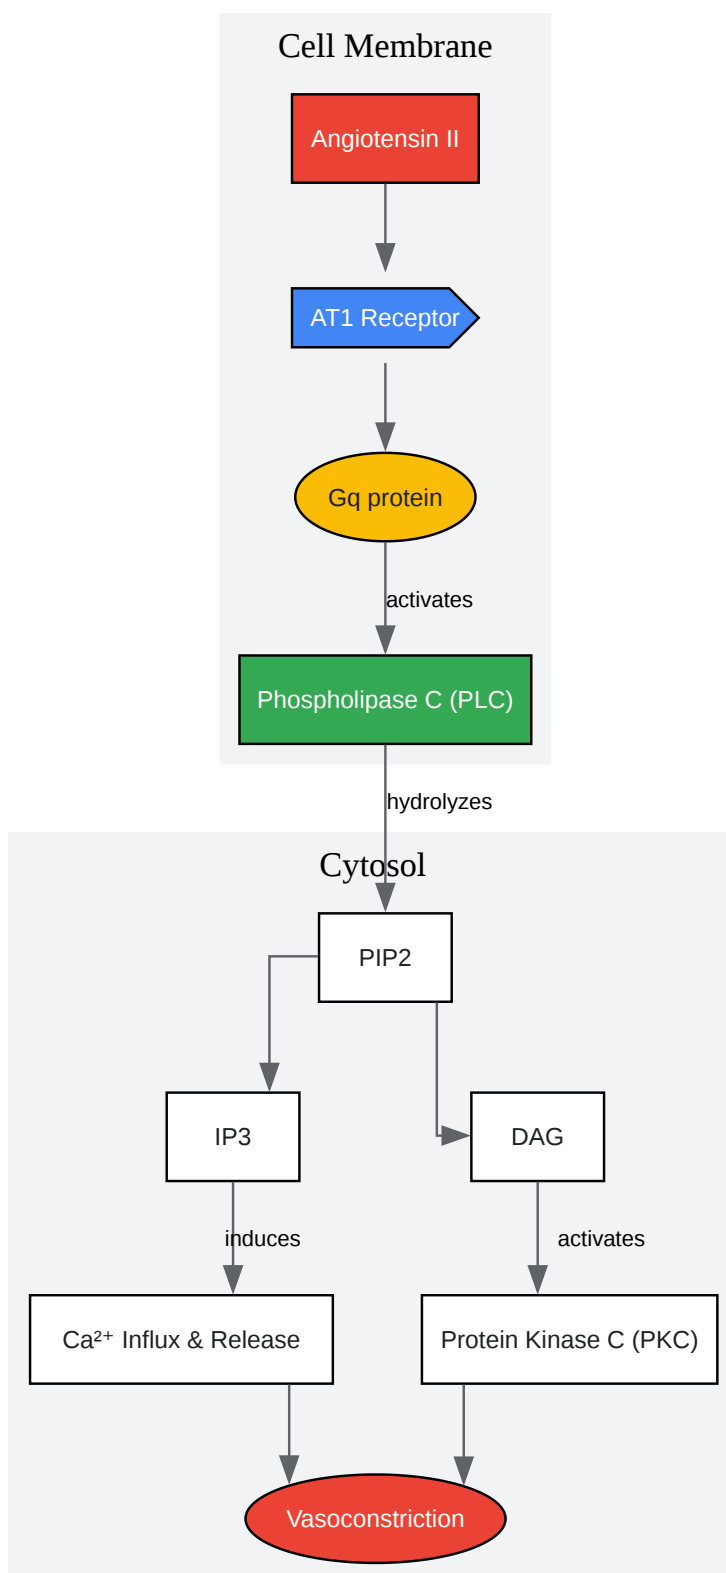 Cell Membrane
Angiotensin II
AT1 Receptor
Gq protein
activates
Phospholipase C (PLC)
hydrolyzes
Cytosol
PIP2
IP3
DAG
induces
activates
Ca²⁺ Influx & Release
Protein Kinase C (PKC)
Vasoconstriction